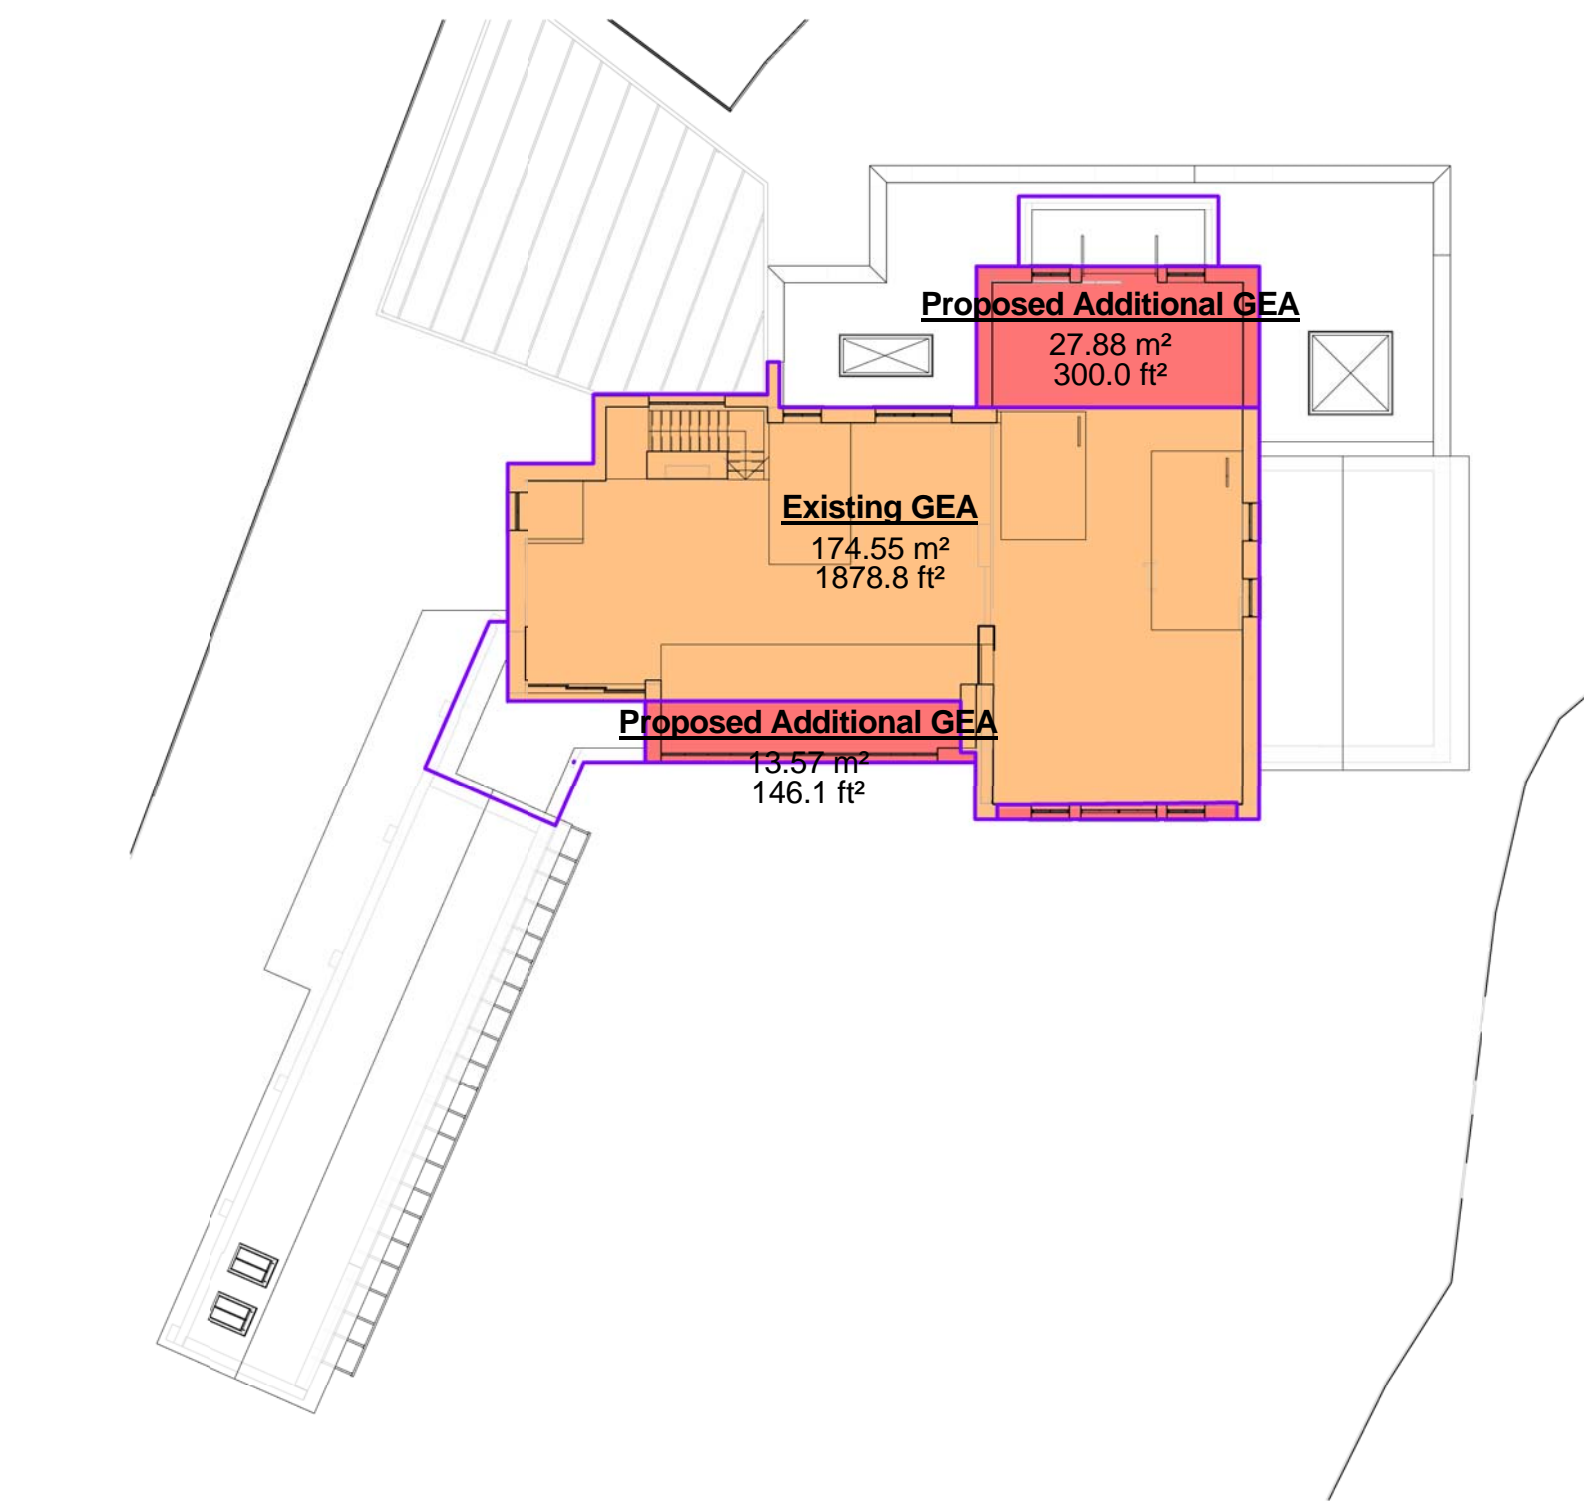 Proposed Additional GEA
27.88 m²
300.0 ft²
Existing GEA
174.55 m²
1878.8 ft²
Proposed Additional GEA
13.57 m²
146.1 ft²